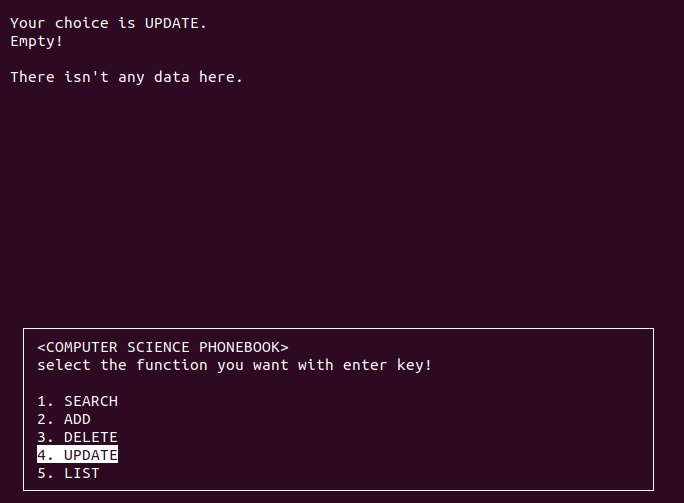 Your choice is UPDATE.
Empty!
There isn't any data here.
<COMPUTER SCIENCE PHONEBOOK>
select the function you want with enter key!
1. SEARCH
2. ADD
3. DELETE
4. UPDATE
5. LIST